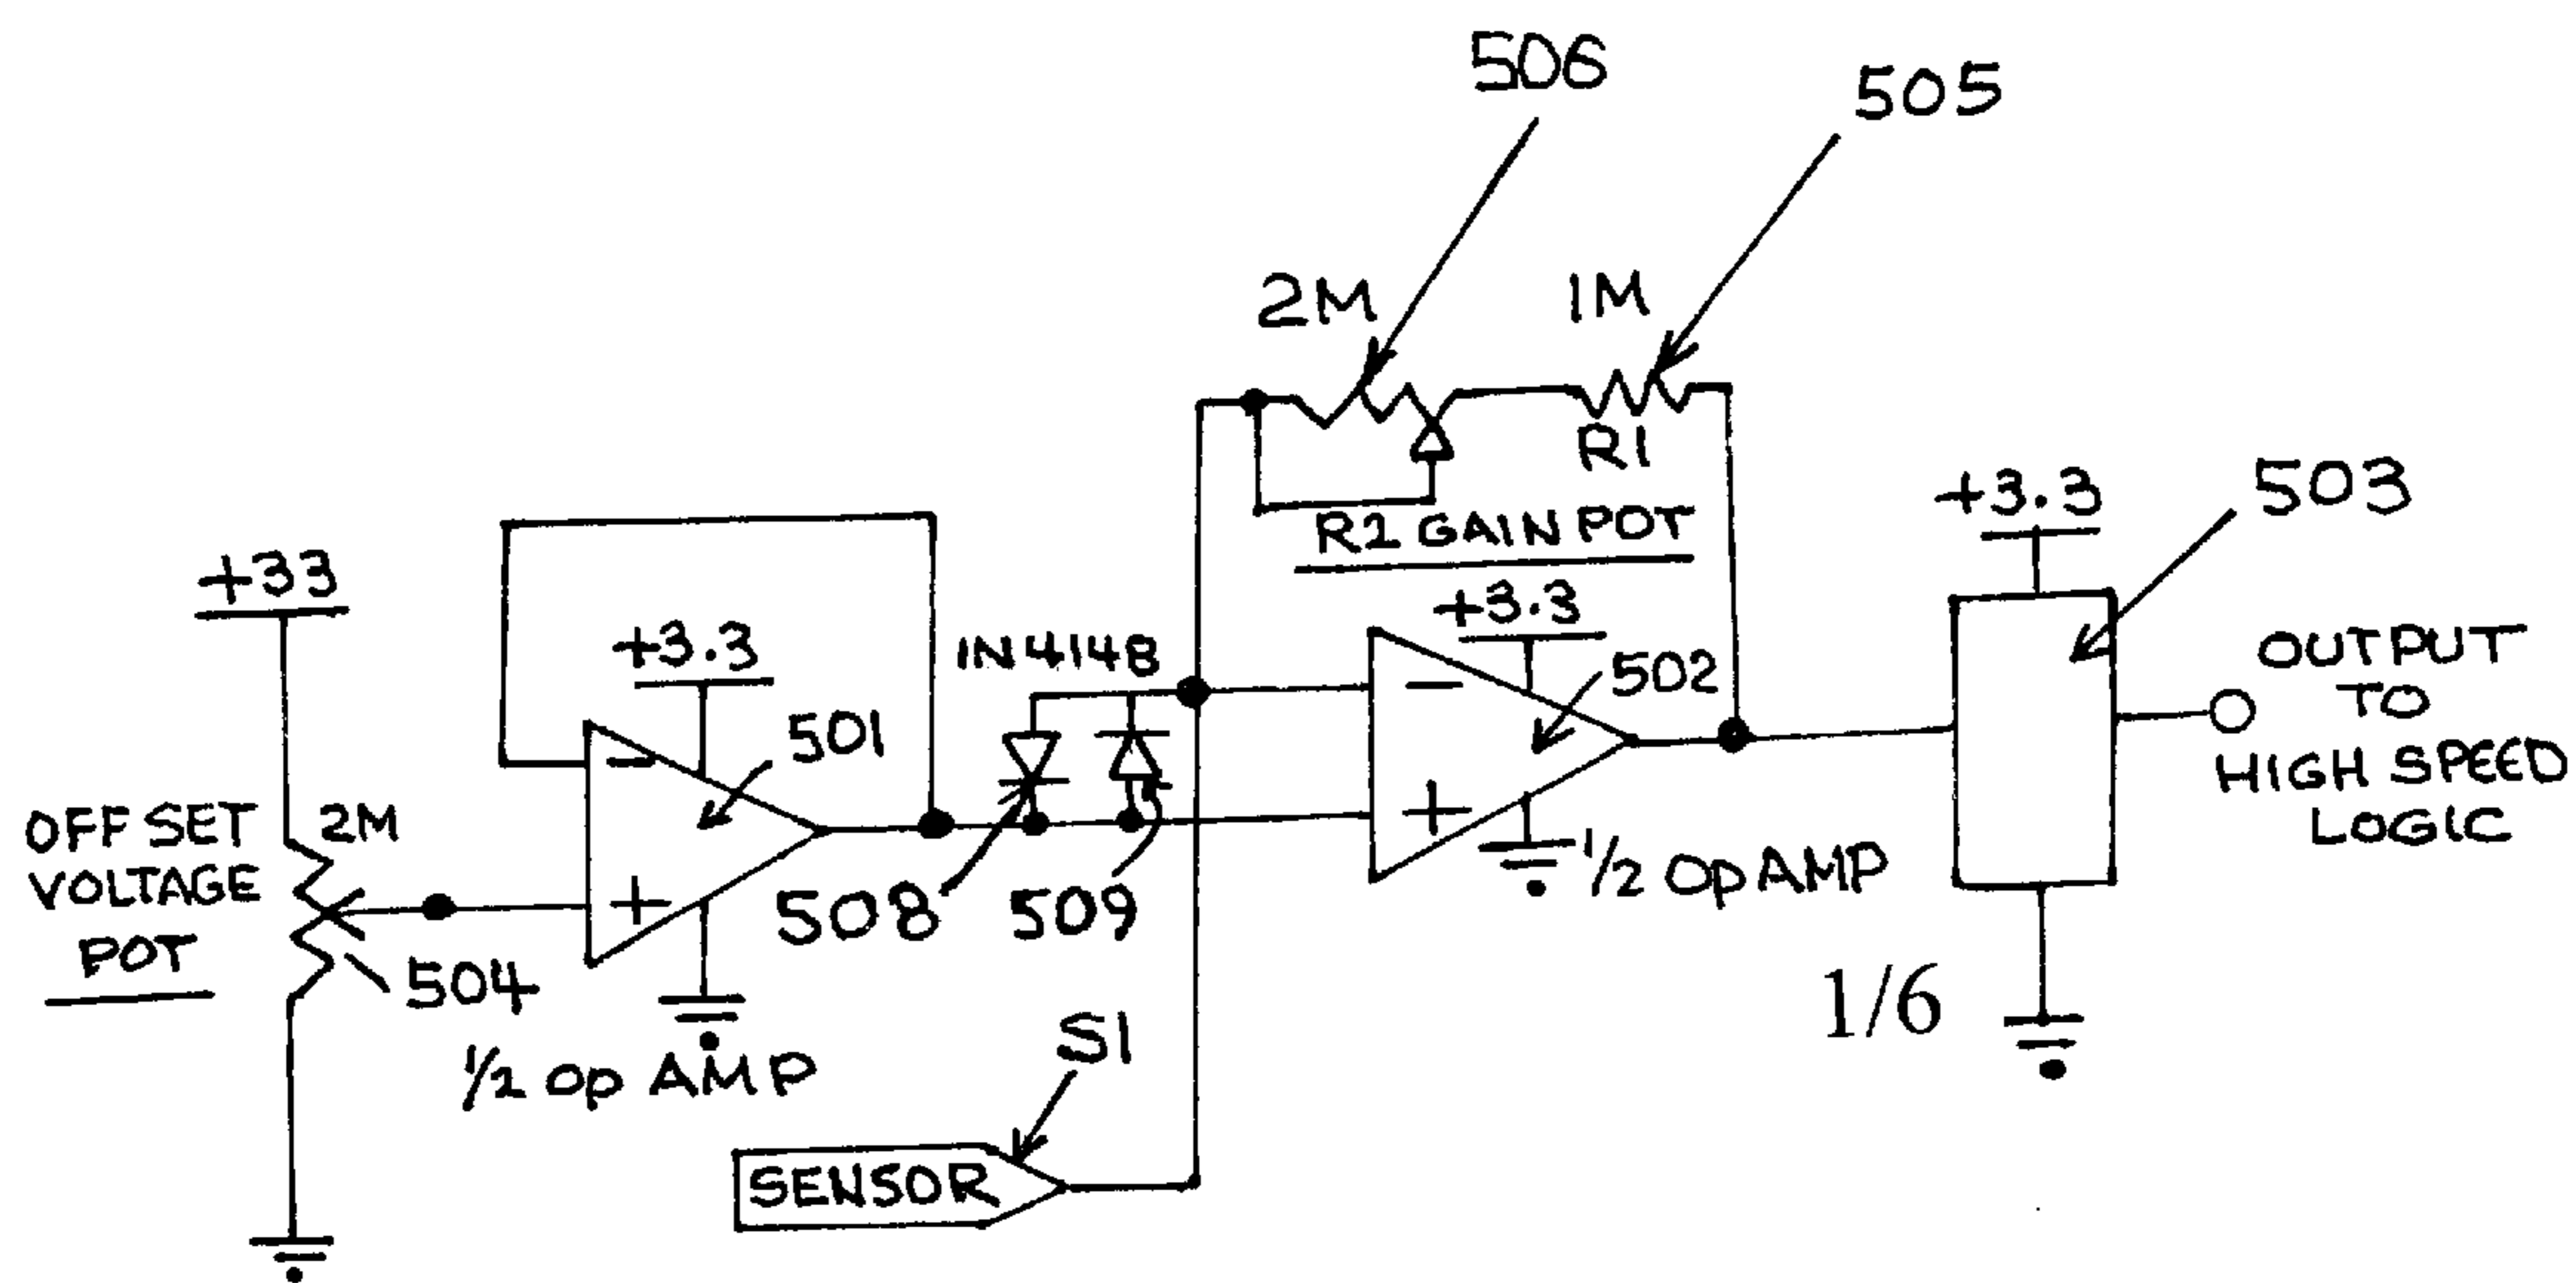 506
505
2M
1M
R1
R2 GAIN POT
+3.3
503
+33
+3.3
1N4148
+3.3
502
501
OUTPUT
TO
HIGH SPEED
LOGIC
OFF SET
VOLTAGE
POT
2M
504
508
509
1/2 Op AMP
1/6
1/2 Op AMP
S1
SENSOR
−
+
−
+